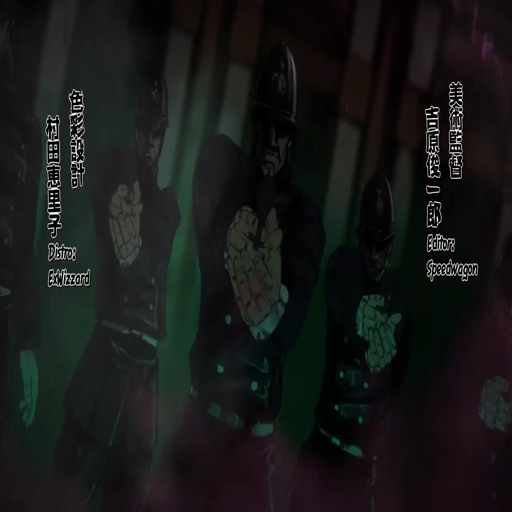 美術監督
吉原俊一郎
Editor:
Speedwagon
色彩設計
村田恵里子
Distro:
ExWizzard